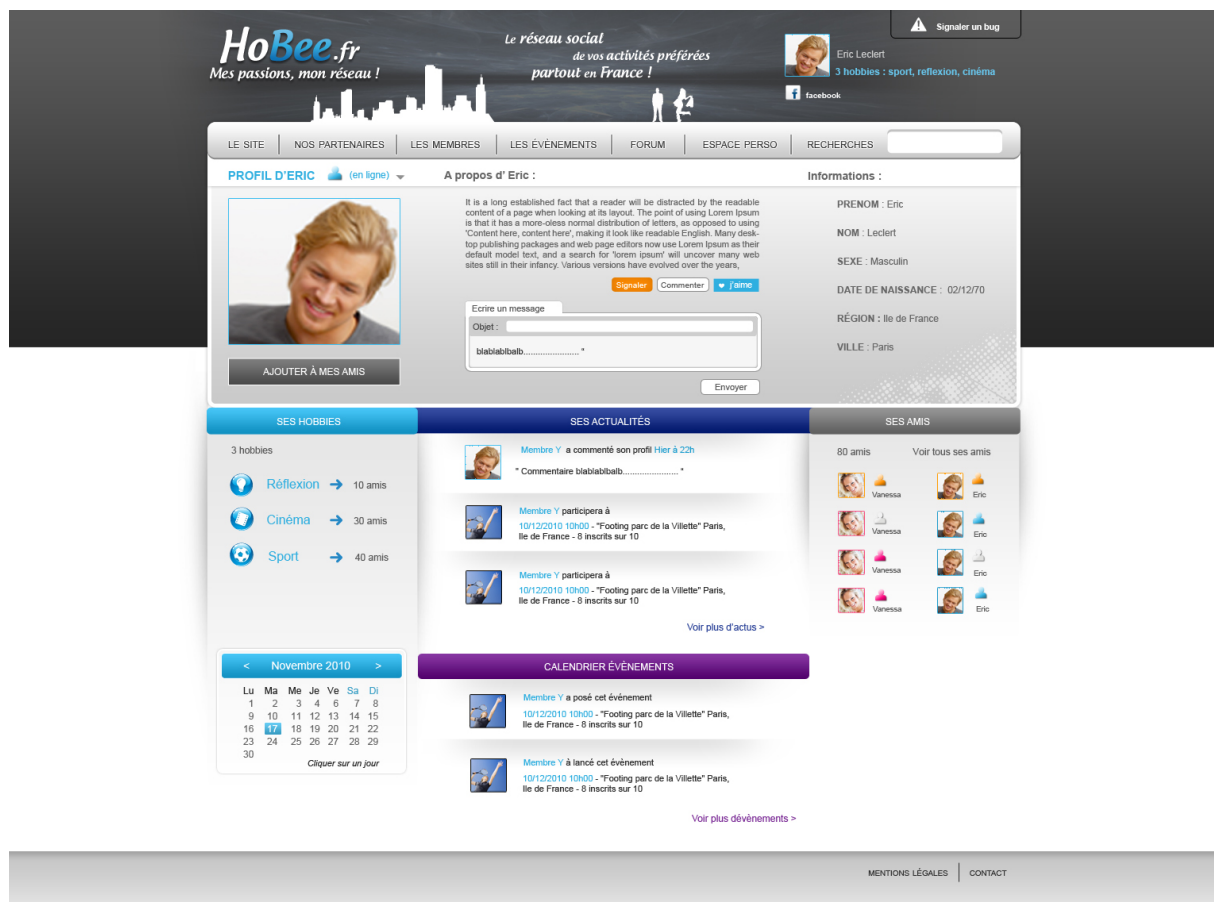 Signaler un bug
HoBee.fr
Mes passions, mon réseau !
Le réseau social
de vos activités préférées
partout en France !
Eric Leclert
3 hobbies : sport, reflexion, cinéma
facebook
LE SITE
NOS PARTENAIRES
LES MEMBRES
LES ÉVÈNEMENTS
FORUM
ESPACE PERSO
RECHERCHES
PROFIL D'ERIC (en ligne)
A propos d' Eric :
Informations :
It is a long established fact that a reader will be distracted by the readable
content of a page when looking at its layout. The point of using Lorem Ipsum
is that it has a more-oless normal distribution of letters, as opposed to using
'Content here, content here', making it look like readable English. Many desk-
top publishing packages and web page editors now use Lorem Ipsum as their
default model text, and a search for 'lorem ipsum' will uncover many web
sites still in their infancy. Various versions have evolved over the years,
Signaler
Commenter
j'aime
Ecrire un message
Objet :
blablablbalb....................... "
Envoyer
PRENOM : Eric
NOM : Leclert
SEXE : Masculin
DATE DE NAISSANCE : 02/12/70
RÉGION : Ile de France
VILLE : Paris
AJOUTER À MES AMIS
SES HOBBIES
3 hobbies
Réflexion 10 amis
Cinéma 30 amis
Sport 40 amis
SES ACTUALITÉS
Membre Y a commenté son profil Hier à 22h
" Commentaire blablablbalb....................... "
Membre Y participera à
10/12/2010 10h00 - "Footing parc de la Villette" Paris,
Ile de France - 8 inscrits sur 10
Membre Y participera à
10/12/2010 10h00 - "Footing parc de la Villette" Paris,
Ile de France - 8 inscrits sur 10
Voir plus d'actus >
SES AMIS
80 amis Voir tous ses amis
Vanessa Eric
Vanessa Eric
Vanessa Eric
Vanessa Eric
< Novembre 2010 >
Lu Ma Me Je Ve Sa Di
1 2 3 4 6 7 8
9 10 11 12 13 14 15
16 17 18 19 20 21 22
23 24 25 26 27 28 29
30
Cliquer sur un jour
CALENDRIER ÉVÈNEMENTS
Membre Y a posé cet événement
10/12/2010 10h00 - "Footing parc de la Villette" Paris,
Ile de France - 8 inscrits sur 10
Membre Y à lancé cet évènement
10/12/2010 10h00 - "Footing parc de la Villette" Paris,
Ile de France - 8 inscrits sur 10
Voir plus dévènements >
MENTIONS LÉGALES
CONTACT